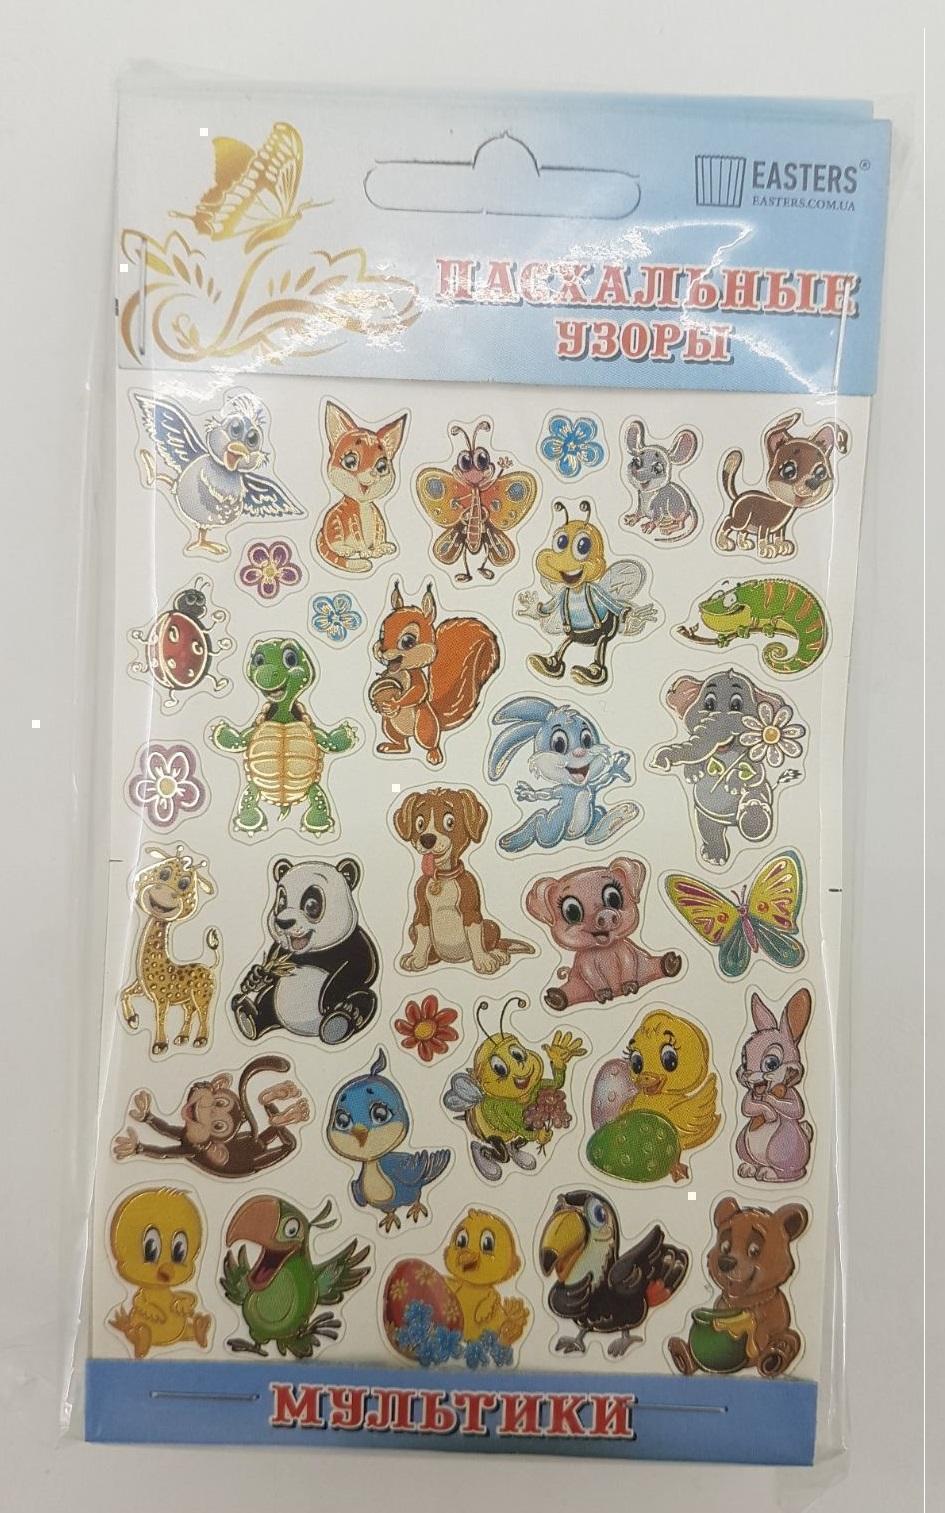 EASTERS®
EASTERS.COM.UA
ПАСХАЛЬНЫЕ
УЗОРЫ
МУЛЬТИКИ